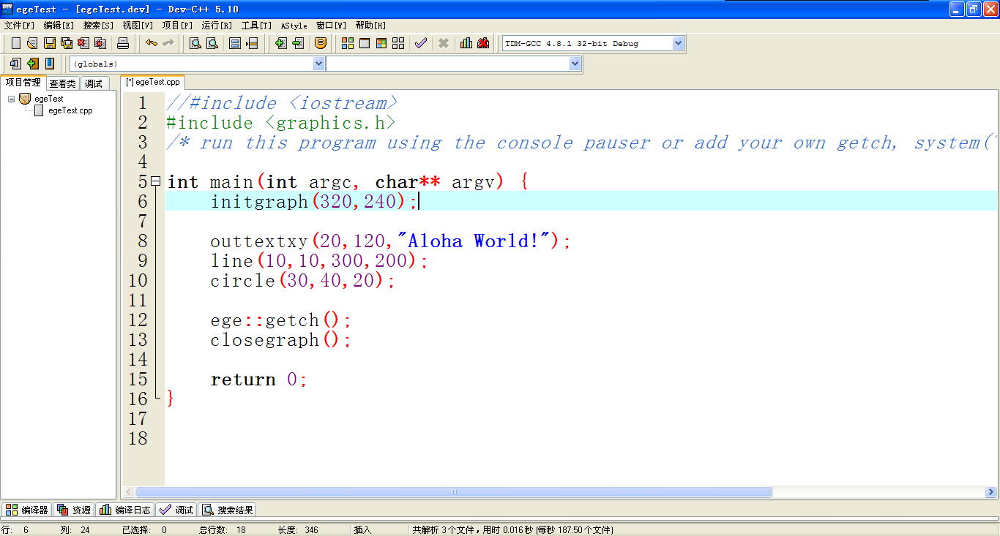 egeTest - [egeTest.dev] - Dev-C++ 5.10
文件[F] 编辑[E] 搜索[S] 视图[V] 项目[P] 运行[R] 工具[T] AStyle 窗口[W] 帮助[H]
TDM-GCC 4.8.1 32-bit Debug
(globals)
项目管理 查看类 调试
[*] egeTest.cpp
egeTest
egeTest.cpp
1 //#include <iostream>
2 #include <graphics.h>
3 /* run this program using the console pauser or add your own getch, system(
4
5 int main(int argc, char** argv) {
6 initgraph(320,240);
7
8 outtextxy(20,120,"Aloha World!");
9 line(10,10,300,200);
10 circle(30,40,20);
11
12 ege::getch();
13 closegraph();
14
15 return 0;
16 }
17
18
编译器 资源 编译日志 调试 搜索结果
行: 6 列: 24 已选择: 0 总行数: 18 长度: 346 插入 共解析 3 个文件，用时 0.016 秒 (每秒 187.50 个文件)